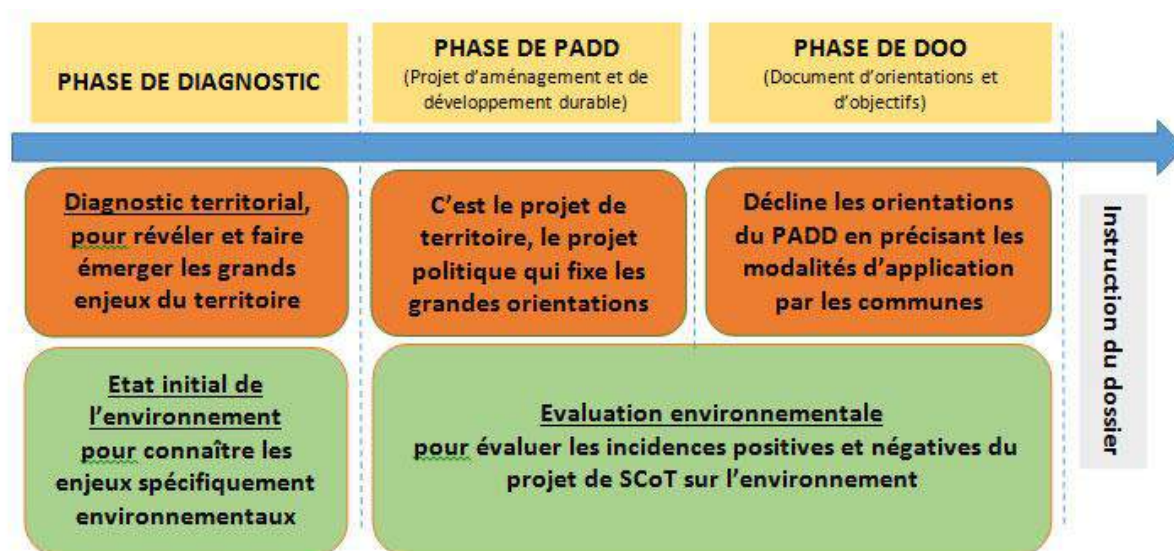 PHASE DE DIAGNOSTIC
PHASE DE PADD
(Projet d'aménagement et de
développement durable)
PHASE DE DOO
(Document d'orientations et
d'objectifs)
Diagnostic territorial,
pour révéler et faire
émerger les grands
enjeux du territoire
C'est le projet de
territoire, le projet
politique qui fixe les
grandes orientations
Décline les orientations
du PADD en précisant les
modalités d'application
par les communes
Etat initial de
l'environnement
pour connaître les
enjeux spécifiquement
environnementaux
Evaluation environnementale
pour évaluer les incidences positives et négatives du
projet de SCoT sur l'environnement
Instruction du dossier